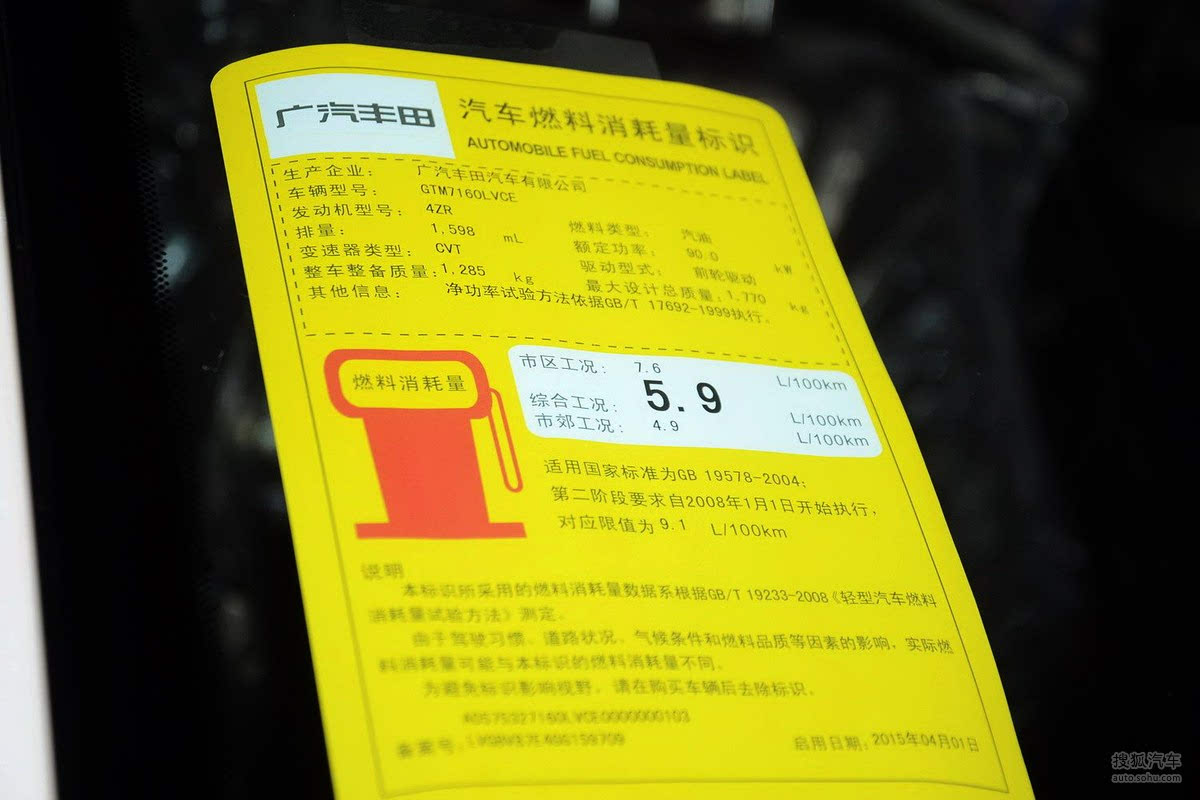 广汽丰田
汽车燃料消耗量标识
AUTOMOBILE FUEL CONSUMPTION LABEL
生产企业： 广汽丰田汽车有限公司
车辆型号： GTM7160LVCE
发动机型号： 4ZR 燃料类型： 汽油
排量： 1,598 mL 额定功率： 90.0 kW
变速器类型： CVT 驱动型式： 前轮驱动
整车整备质量：1,285 kg 最大设计总质量：1,770 kg
其他信息： 净功率试验方法依据GB/T 17692-1999执行。
燃料消耗量
市区工况： 7.6 L/100km
综合工况： 5.9 L/100km
市郊工况： 4.9 L/100km
适用国家标准为GB 19578-2004；
第二阶段要求自2008年1月1日开始执行，
对应限值为 9.1 L/100km
说明
本标识所采用的燃料消耗量数据系根据GB/T 19233-2008《轻型汽车燃料
消耗量试验方法》测定。
由于驾驶习惯、道路状况、气候条件和燃料品质等因素的影响，实际燃
料消耗量可能与本标识的燃料消耗量不同。
为避免标识影响视野，请在购买车辆后去除标识。
备案号：
启用日期：2015年04月01日
搜狐汽车
auto.sohu.com